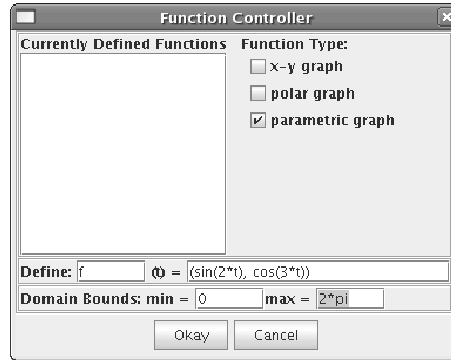 Function Controller
Currently Defined Functions
Function Type:
x-y graph
polar graph
parametric graph
Define: f (t) = (sin(2*t), cos(3*t))
Domain Bounds: min = 0 max = 2*pi
Okay Cancel